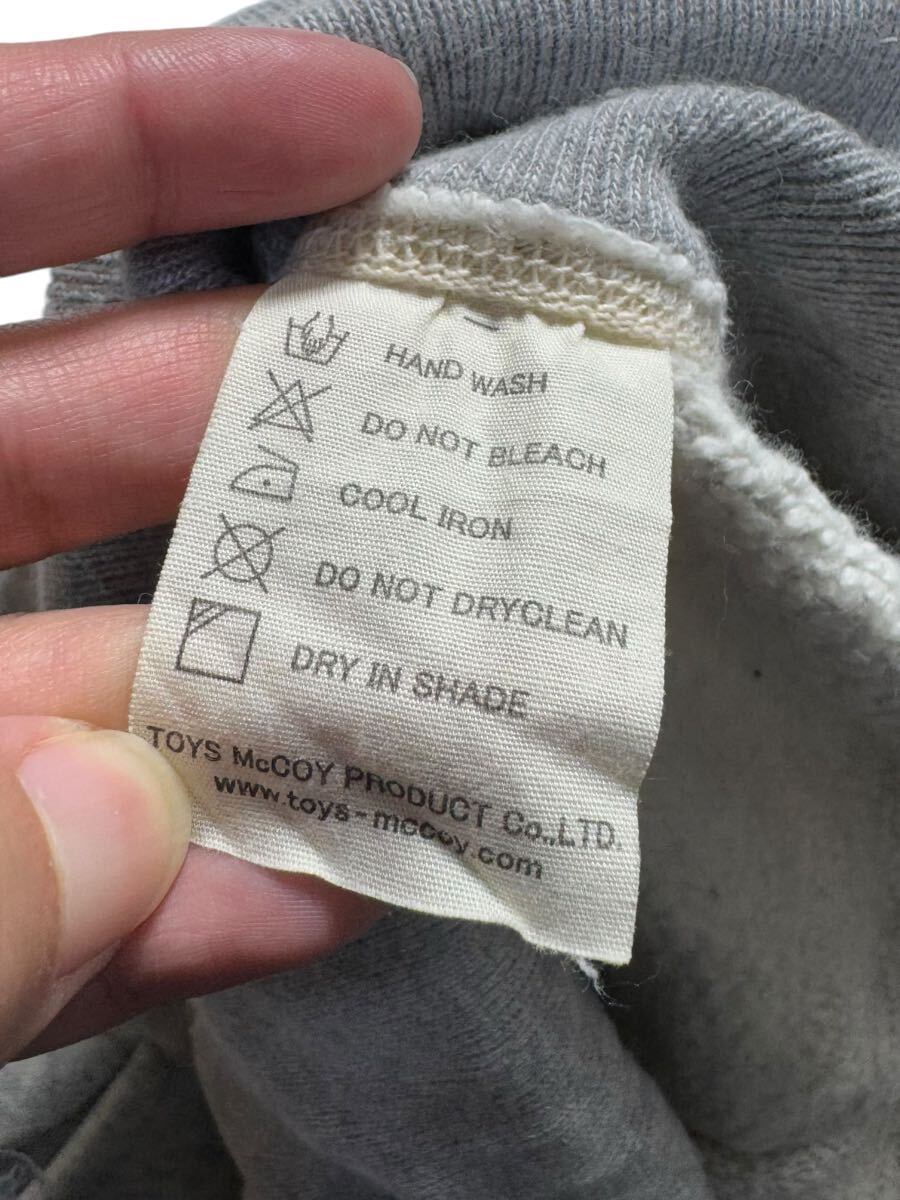 HAND WASH
DO NOT BLEACH
COOL IRON
DO NOT DRYCLEAN
DRY IN SHADE
TOYS McCOY PRODUCT Co.,LTD.
www.toys-mccoy.com